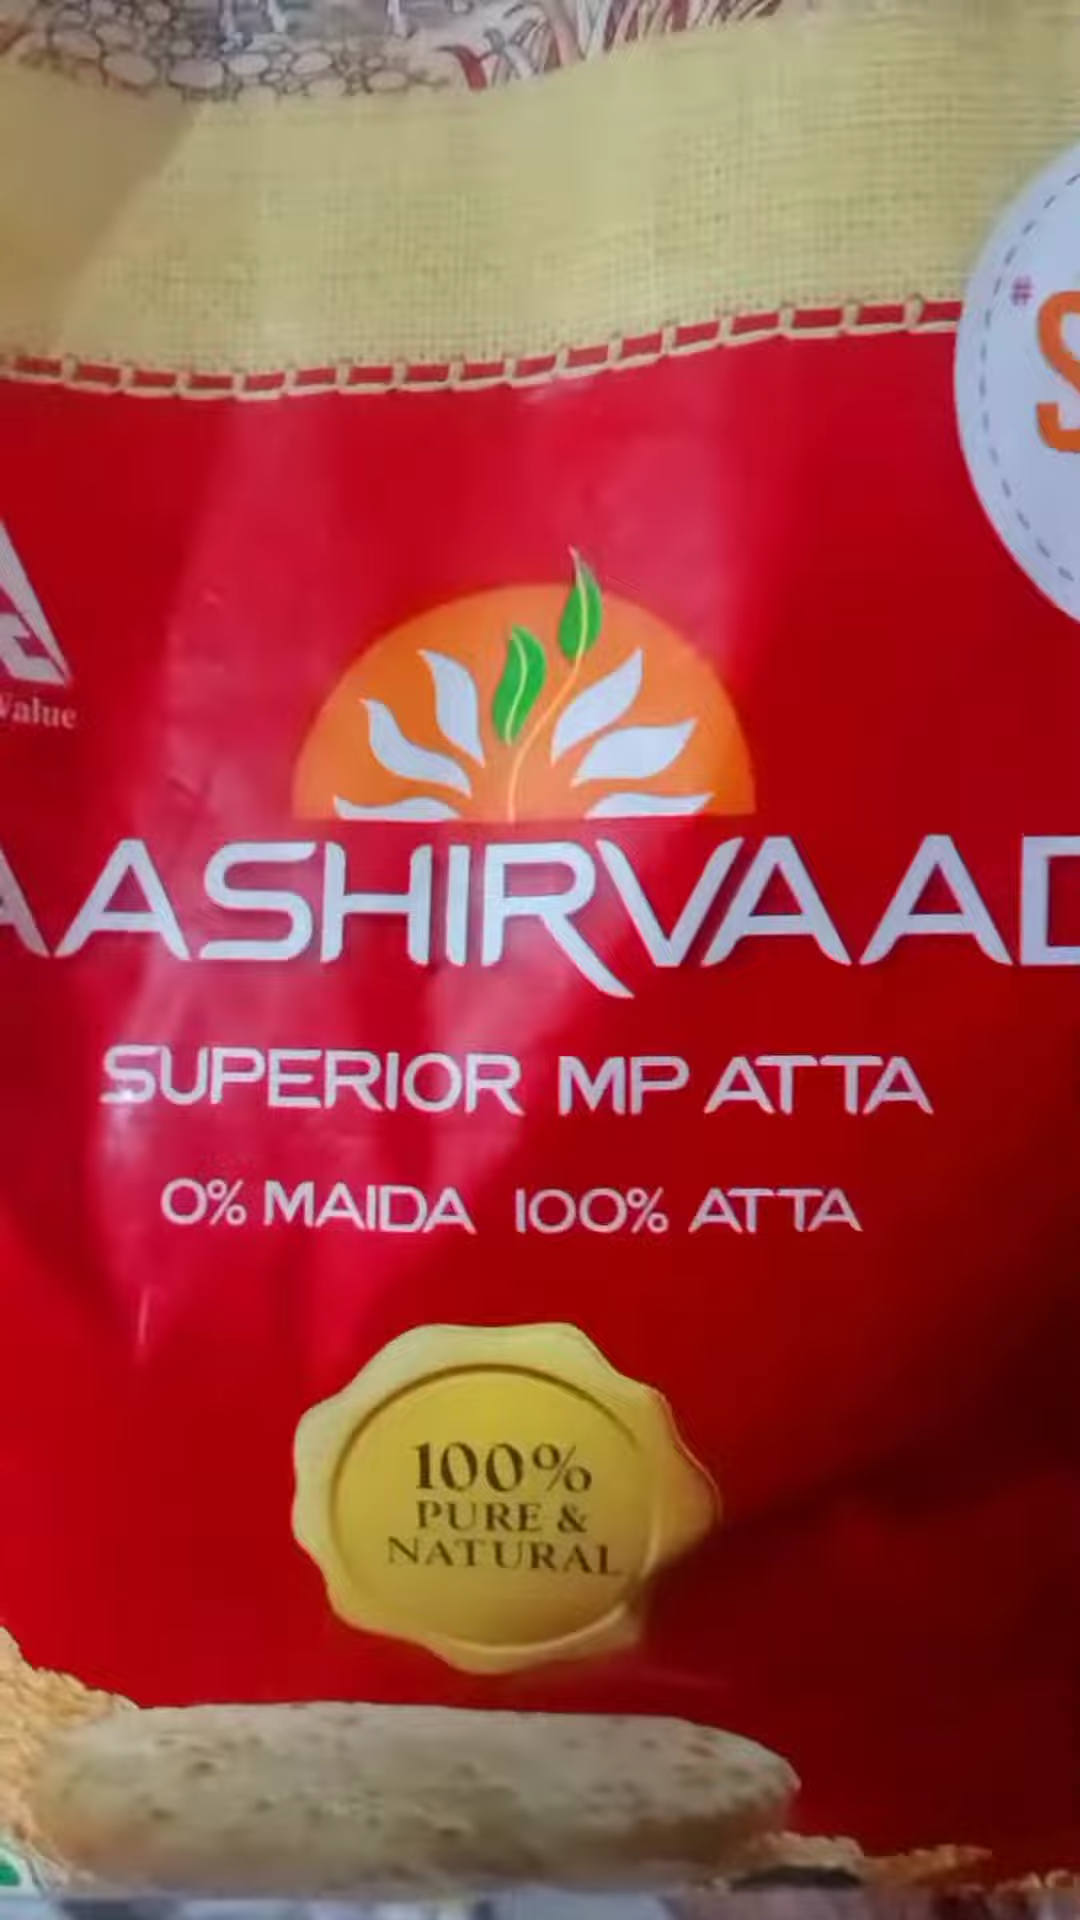 Value
AASHIRVAAD
SUPERIOR MP ATTA
0% MAIDA 100% ATTA
100%
PURE &
NATURAL